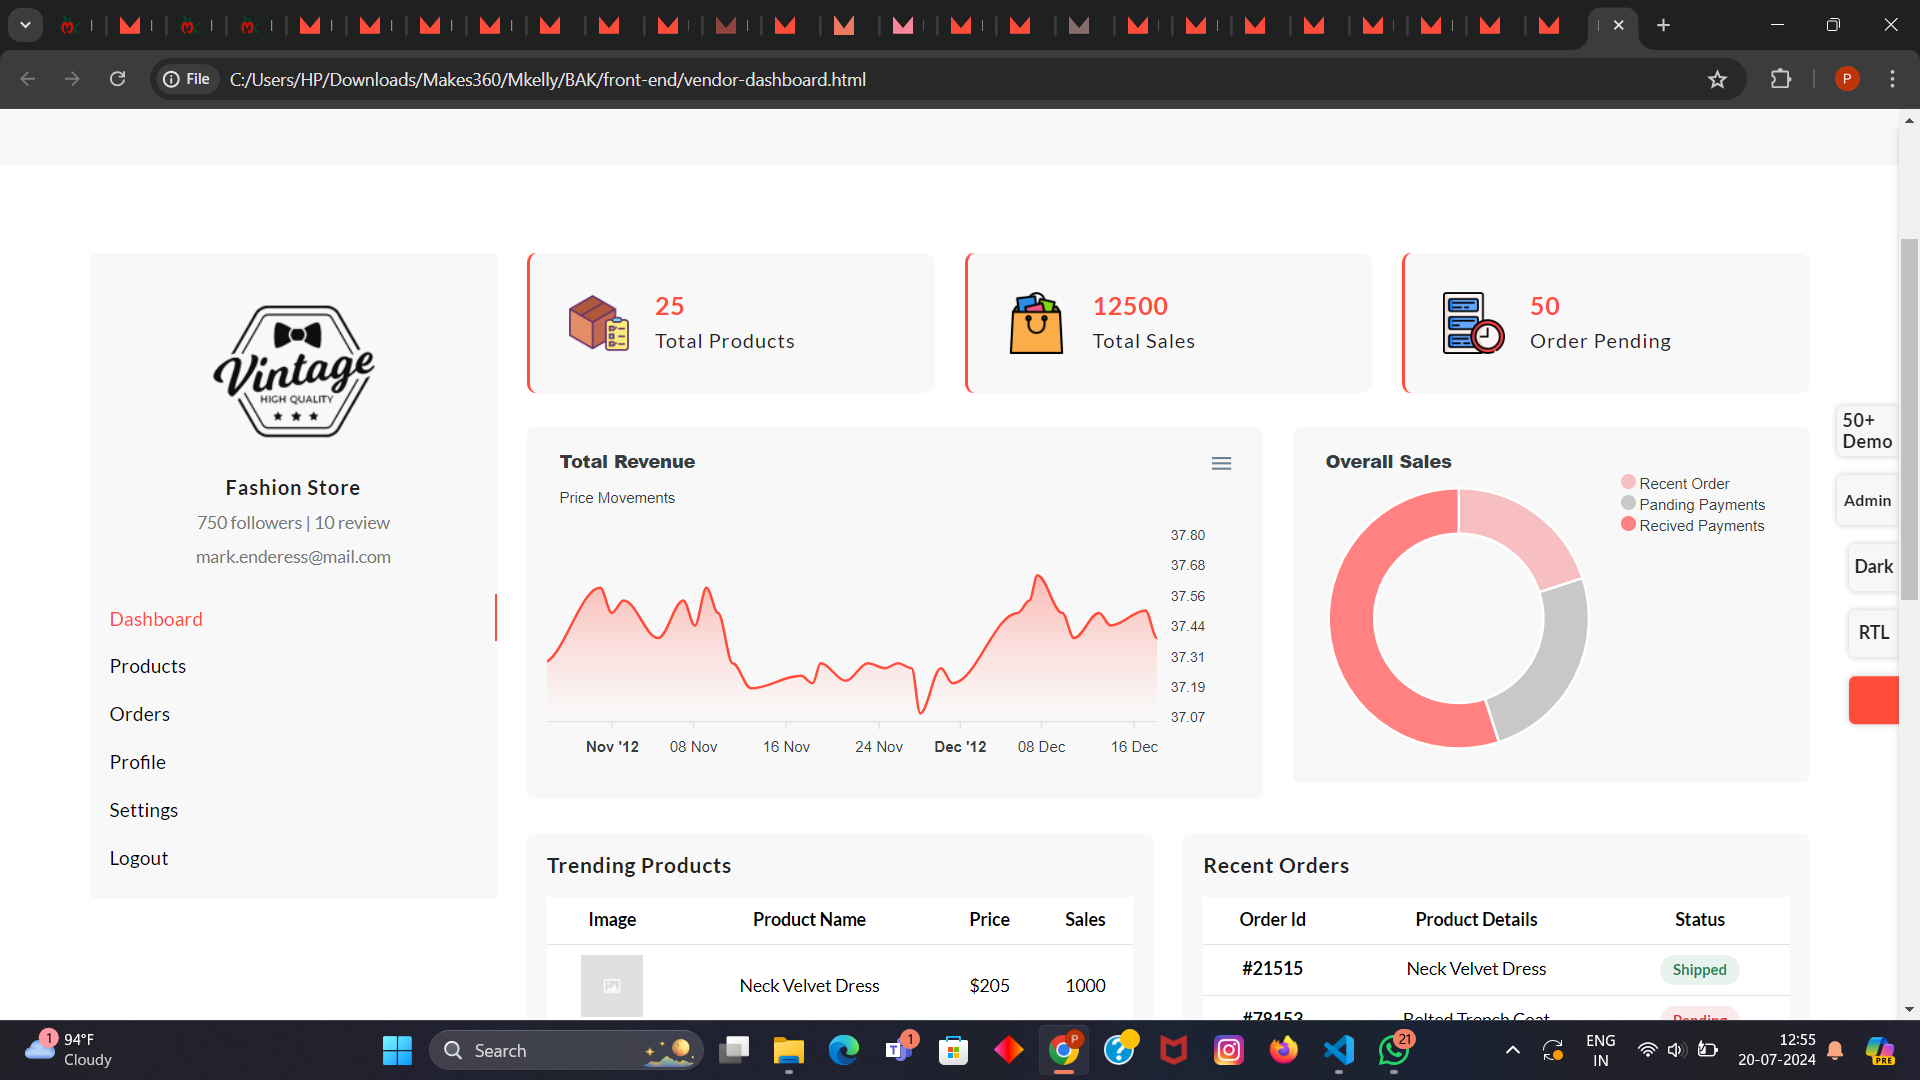 File
C:/Users/HP/Downloads/Makes360/Mkelly/BAK/front-end/vendor-dashboard.html
P
Vintage
HIGH QUALITY
Fashion Store
750 followers | 10 review
mark.enderess@mail.com
Dashboard
Products
Orders
Profile
Settings
Logout
25
Total Products
12500
Total Sales
50
Order Pending
Total Revenue
Price Movements
37.80
37.68
37.56
37.44
37.31
37.19
37.07
Nov '12
08 Nov
16 Nov
24 Nov
Dec '12
08 Dec
16 Dec
Overall Sales
Recent Order
Panding Payments
Recived Payments
50+
Demo
Admin
Dark
RTL
Trending Products
Image Product Name Price Sales
Neck Velvet Dress $205 1000
Recent Orders
Order Id Product Details Status
#21515 Neck Velvet Dress Shipped
#78153 Belted Trench Coat Pending
1
94°F
Cloudy
Search
1
P
21
PRE
ENG
IN
12:55
20-07-2024